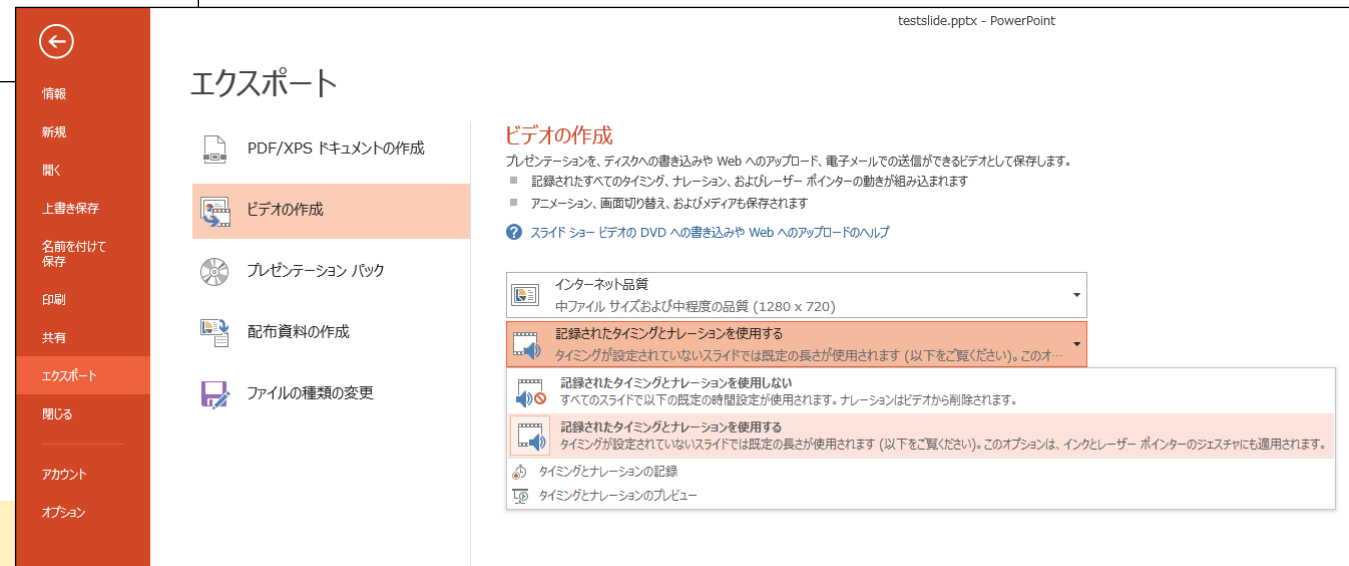 testslide.pptx - PowerPoint
情報
新規
開く
上書き保存
名前を付けて
保存
印刷
共有
エクスポート
閉じる
アカウント
オプション
エクスポート
PDF/XPS ドキュメントの作成
ビデオの作成
プレゼンテーション パック
配布資料の作成
ファイルの種類の変更
ビデオの作成
プレゼンテーションを、ディスクへの書き込みや Web へのアップロード、電子メールでの送信ができるビデオとして保存します。
記録されたすべてのタイミング、ナレーション、およびレーザー ポインターの動きが組み込まれます
アニメーション、画面切り替え、およびメディアも保存されます
スライド ショー ビデオの DVD への書き込みや Web へのアップロードのヘルプ
インターネット品質
中ファイル サイズおよび中程度の品質 (1280 x 720)
記録されたタイミングとナレーションを使用する
タイミングが設定されていないスライドでは既定の長さが使用されます (以下をご覧ください)。このオ…
記録されたタイミングとナレーションを使用しない
すべてのスライドで以下の既定の時間設定が使用されます。ナレーションはビデオから削除されます。
記録されたタイミングとナレーションを使用する
タイミングが設定されていないスライドでは既定の長さが使用されます (以下をご覧ください)。このオプションは、インクとレーザー ポインターのジェスチャにも適用されます。
タイミングとナレーションの記録
タイミングとナレーションのプレビュー